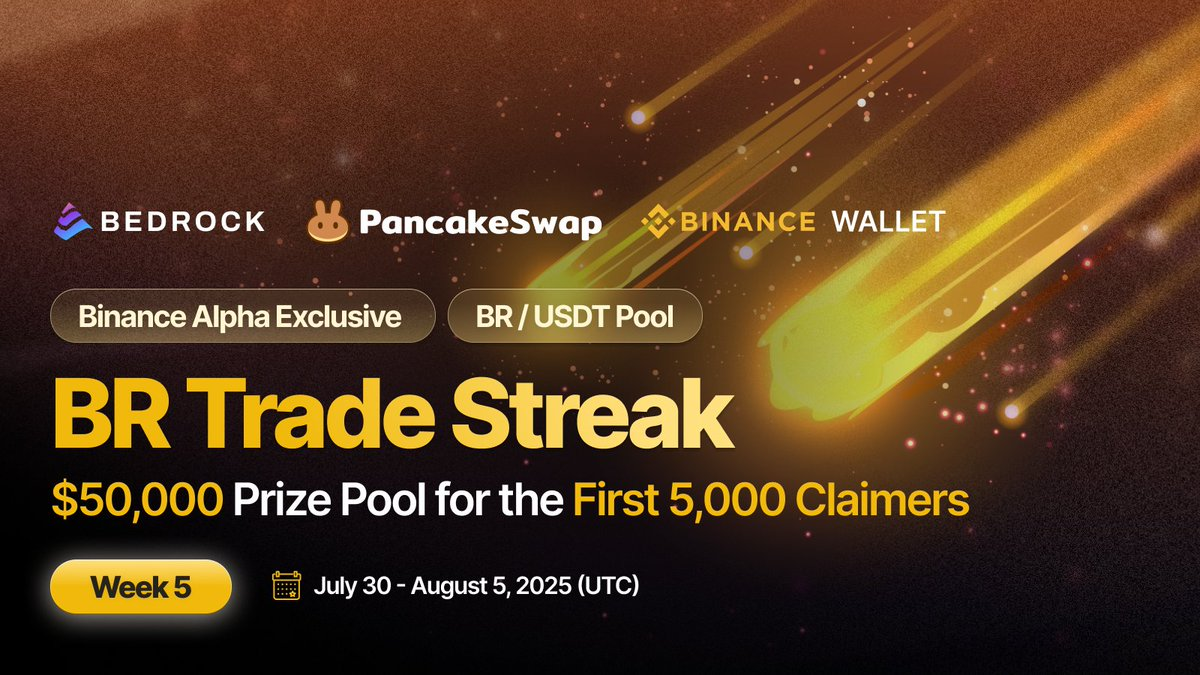 BEDROCK PancakeSwap BINANCE WALLET
Binance Alpha Exclusive BR / USDT Pool
BR Trade Streak
$50,000 Prize Pool for the First 5,000 Claimers
Week 5 July 30 - August 5, 2025 (UTC)